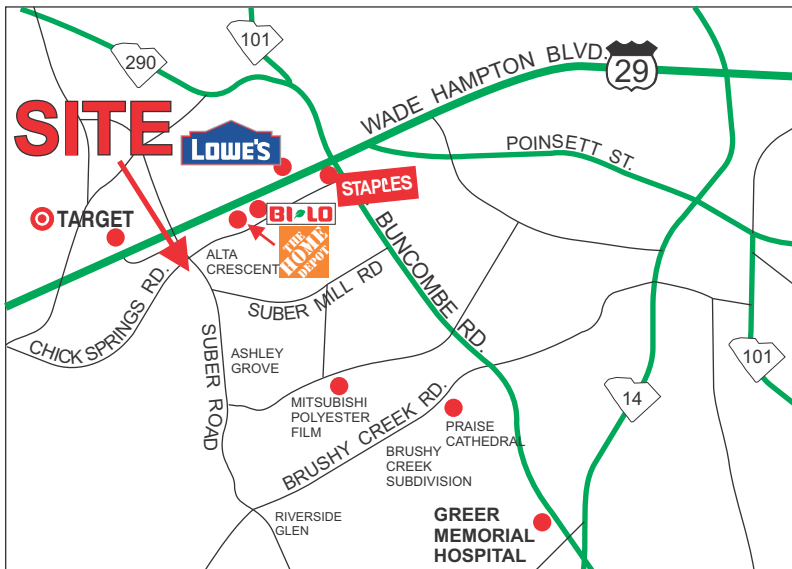 101
290
WADE HAMPTON BLVD.
29
SITE
LOWE'S
POINSETT ST.
STAPLES
TARGET
BI-LO
THE
HOME
DEPOT
ALTA
CRESCENT
BUNCOMBE RD.
SUBER MILL RD
CHICK SPRINGS RD.
SUBER ROAD
ASHLEY
GROVE
101
14
MITSUBISHI
POLYESTER
FILM
BRUSHY CREEK RD.
PRAISE
CATHEDRAL
BRUSHY
CREEK
SUBDIVISION
RIVERSIDE
GLEN
GREER
MEMORIAL
HOSPITAL